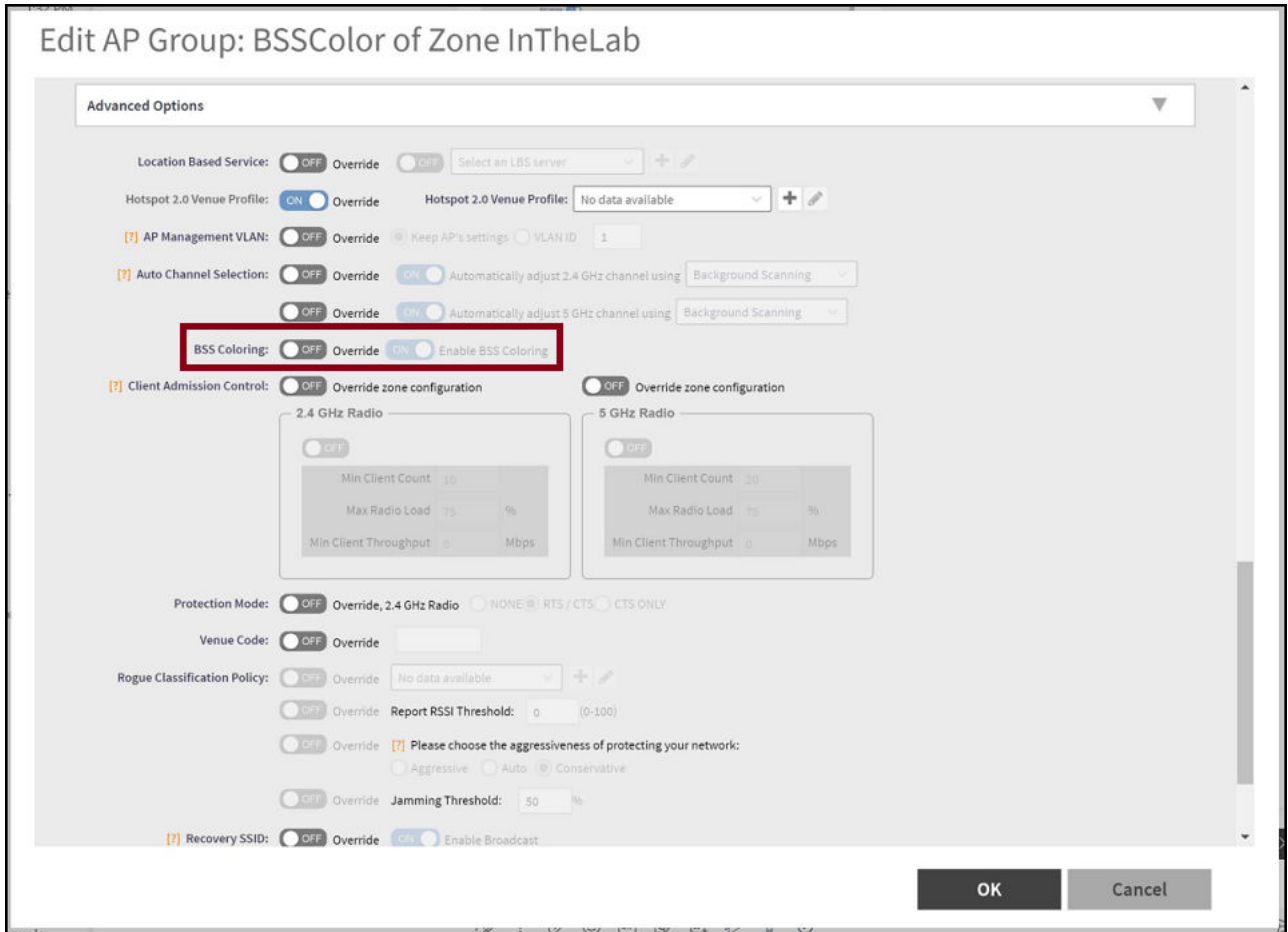 Edit AP Group: BSSColor of Zone InTheLab
Advanced Options
Location Based Service: OFF Override OFF Select an LBS server
Hotspot 2.0 Venue Profile: ON Override Hotspot 2.0 Venue Profile: No data available
[?] AP Management VLAN: OFF Override Keep AP's settings VLAN ID 1
[?] Auto Channel Selection: OFF Override ON Automatically adjust 2.4 GHz channel using Background Scanning
OFF Override ON Automatically adjust 5 GHz channel using Background Scanning
BSS Coloring: OFF Override ON Enable BSS Coloring
[?] Client Admission Control: OFF Override zone configuration OFF Override zone configuration
2.4 GHz Radio 5 GHz Radio
OFF OFF
Min Client Count 10 Min Client Count 20
Max Radio Load 75 % Max Radio Load 75 %
Min Client Throughput 0 Mbps Min Client Throughput 0 Mbps
Protection Mode: OFF Override, 2.4 GHz Radio NONE RTS / CTS CTS ONLY
Venue Code: OFF Override
Rogue Classification Policy: OFF Override No data available
OFF Override Report RSSI Threshold: 0 (0-100)
OFF Override [?] Please choose the aggressiveness of protecting your network:
Aggressive Auto Conservative
OFF Override Jamming Threshold: 50 %
[?] Recovery SSID: OFF Override ON Enable Broadcast
OK Cancel